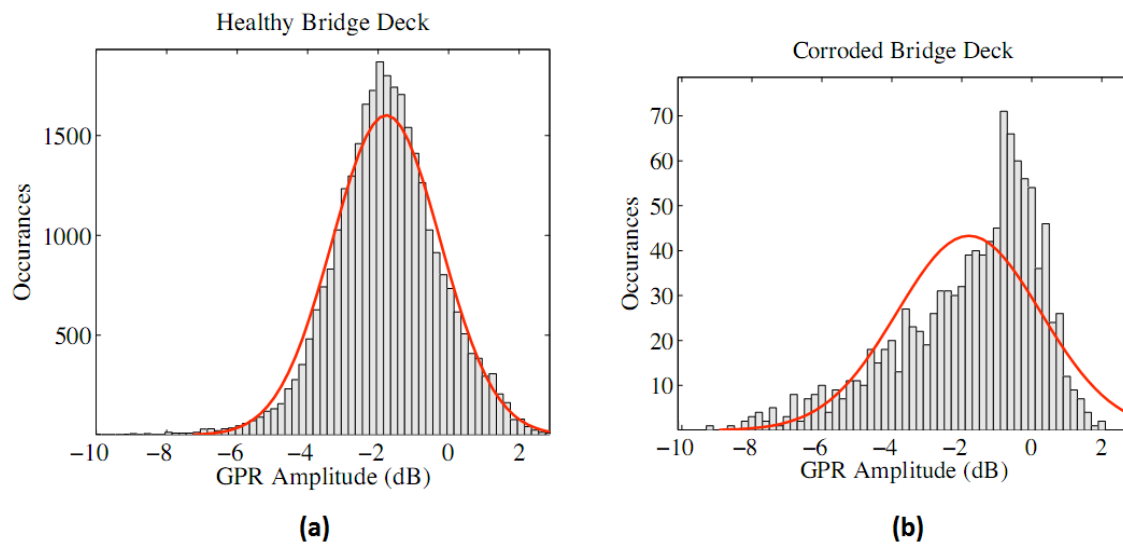 Healthy Bridge Deck
1500
1000
500
Occurances
−10 −8 −6 −4 −2 0 2
GPR Amplitude (dB)
(a)
Corroded Bridge Deck
70
60
50
40
30
20
10
Occurances
−10 −8 −6 −4 −2 0 2
GPR Amplitude (dB)
(b)